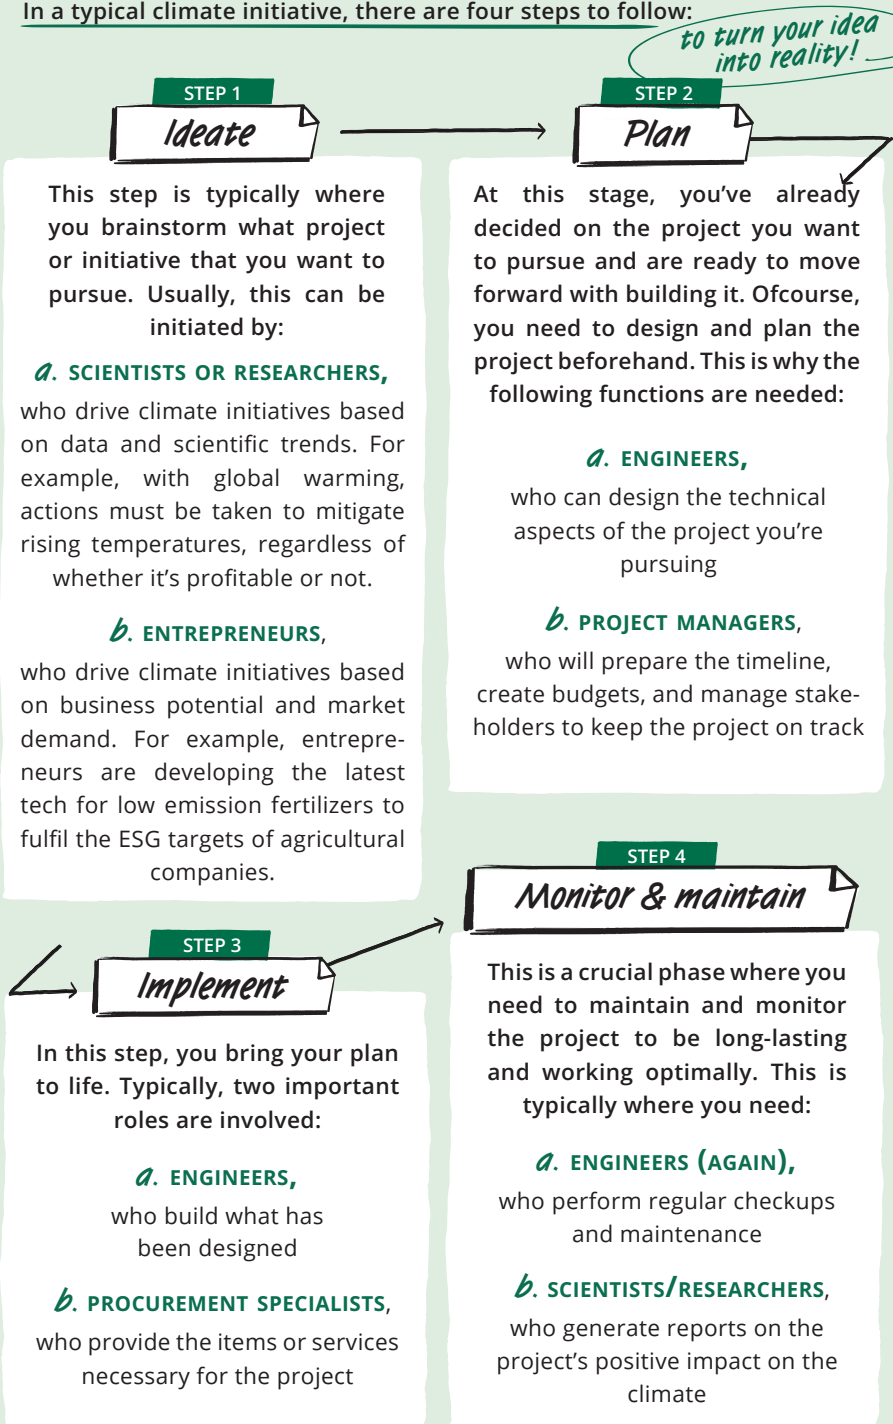 In a typical climate initiative, there are four steps to follow:
to turn your idea
into reality!
STEP 1
Ideate
This step is typically where
you brainstorm what project
or initiative that you want to
pursue. Usually, this can be
initiated by:
a. SCIENTISTS OR RESEARCHERS,
who drive climate initiatives based
on data and scientific trends. For
example, with global warming,
actions must be taken to mitigate
rising temperatures, regardless of
whether it's profitable or not.
b. ENTREPRENEURS,
who drive climate initiatives based
on business potential and market
demand. For example, entrepre-
neurs are developing the latest
tech for low emission fertilizers to
fulfil the ESG targets of agricultural
companies.
STEP 2
Plan
At this stage, you've already
decided on the project you want
to pursue and are ready to move
forward with building it. Ofcourse,
you need to design and plan the
project beforehand. This is why the
following functions are needed:
a. ENGINEERS,
who can design the technical
aspects of the project you're
pursuing
b. PROJECT MANAGERS,
who will prepare the timeline,
create budgets, and manage stake-
holders to keep the project on track
STEP 3
Implement
In this step, you bring your plan
to life. Typically, two important
roles are involved:
a. ENGINEERS,
who build what has
been designed
b. PROCUREMENT SPECIALISTS,
who provide the items or services
necessary for the project
STEP 4
Monitor & maintain
This is a crucial phase where you
need to maintain and monitor
the project to be long-lasting
and working optimally. This is
typically where you need:
a. ENGINEERS (AGAIN),
who perform regular checkups
and maintenance
b. SCIENTISTS/RESEARCHERS,
who generate reports on the
project's positive impact on the
climate